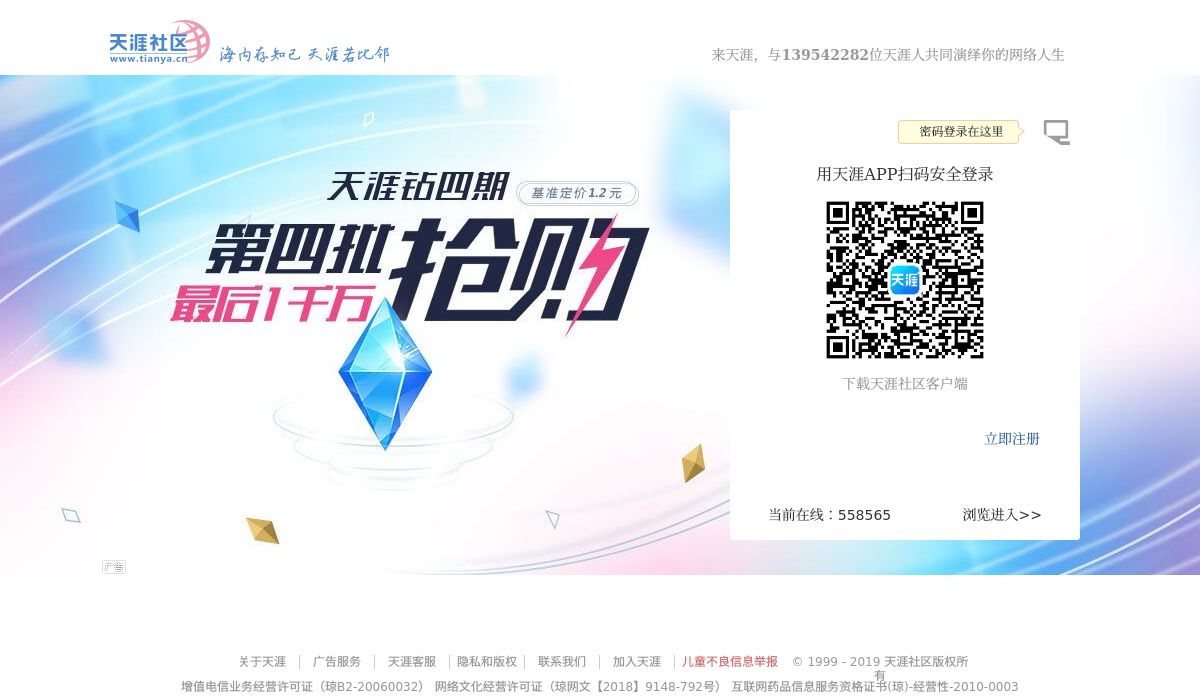 天涯社区
www.tianya.cn
海内存知己 天涯若比邻
来天涯，与139542282位天涯人共同演绎你的网络人生
密码登录在这里
天涯钻四期
基准定价1.2元
第四批抢购
最后1千万
用天涯APP扫码安全登录
天涯
下载天涯社区客户端
立即注册
当前在线：558565
浏览进入>>
广告
关于天涯 广告服务 天涯客服 隐私和版权 联系我们 加入天涯 儿童不良信息举报 © 1999 - 2019 天涯社区版权所
有
增值电信业务经营许可证（琼B2-20060032） 网络文化经营许可证（琼网文【2018】9148-792号） 互联网药品信息服务资格证书(琼)-经营性-2010-0003